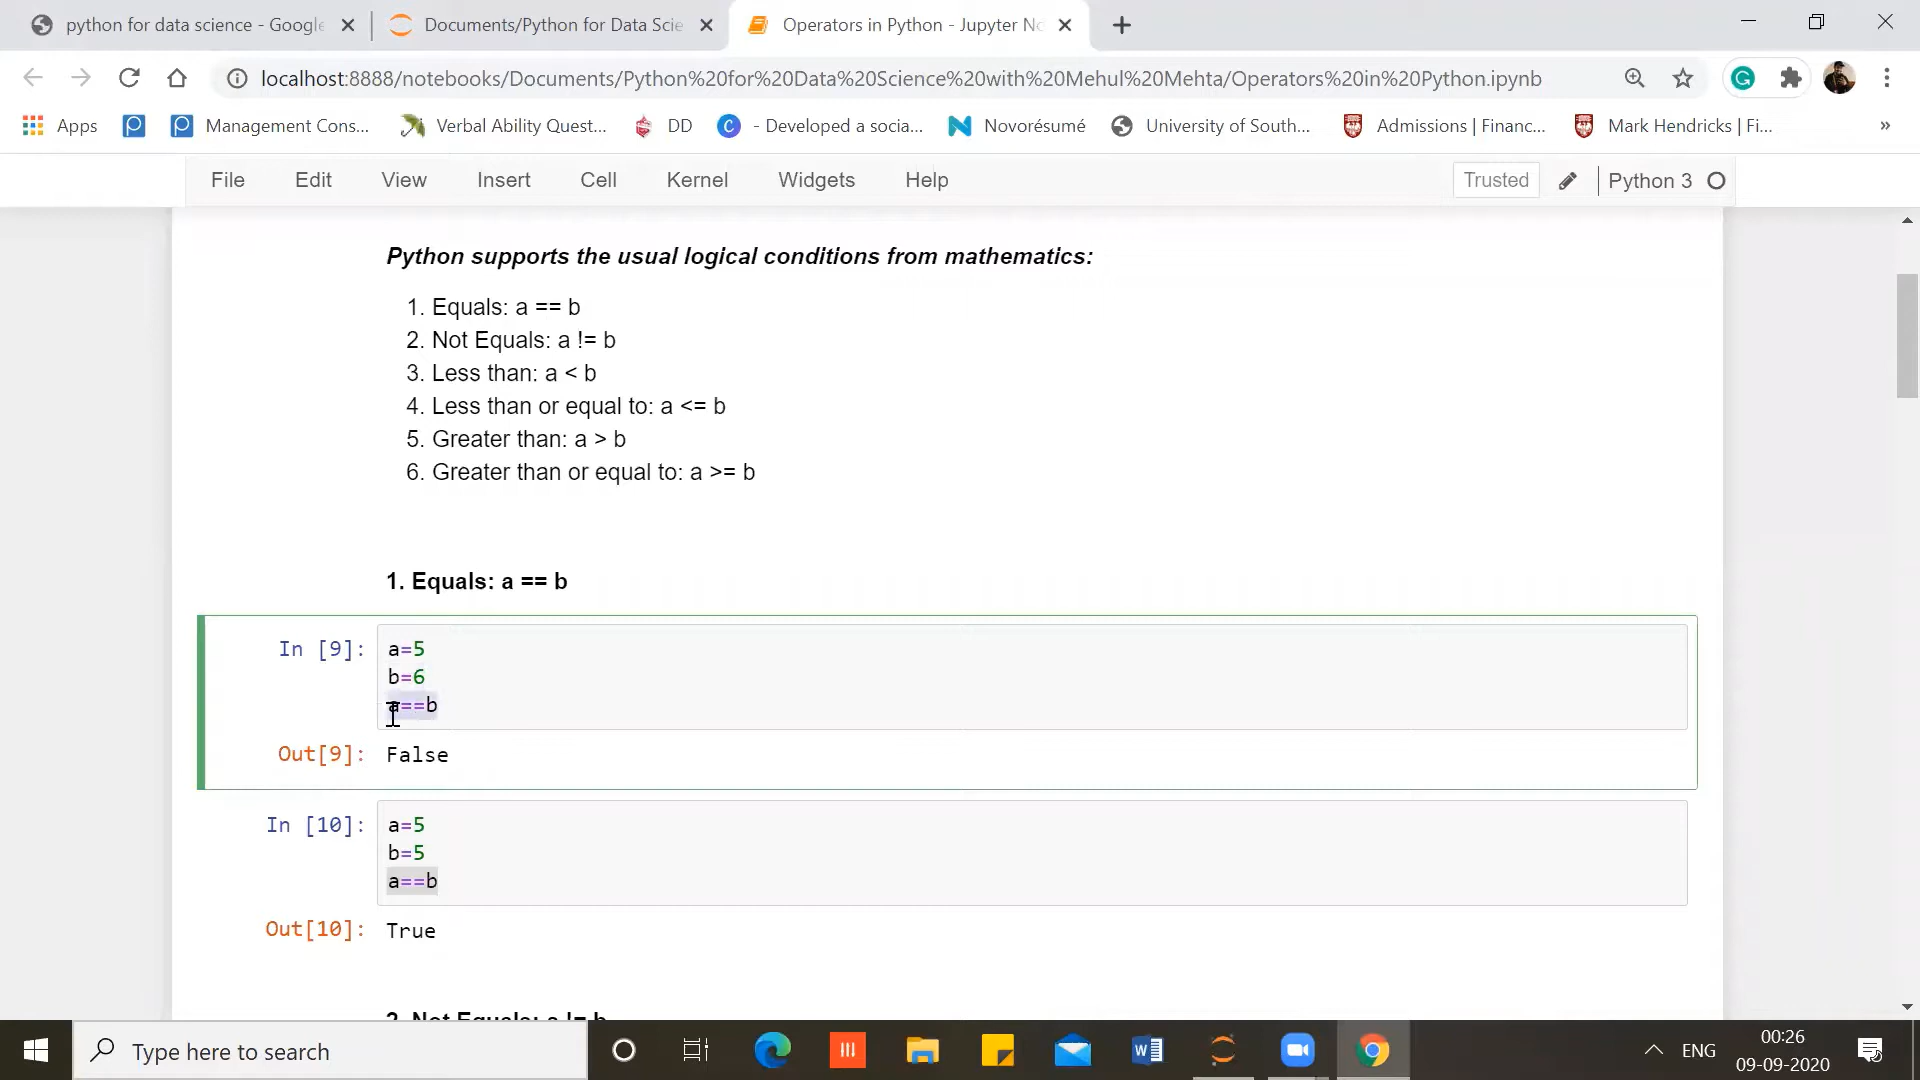 python for data science - Google
Documents/Python for Data Scie
Operators in Python - Jupyter No
localhost:8888/notebooks/Documents/Python%20for%20Data%20Science%20with%20Mehul%20Mehta/Operators%20in%20Python.ipynb
Apps
Management Cons...
Verbal Ability Quest...
DD
- Developed a socia...
Novorésumé
University of South...
Admissions | Financ...
Mark Hendricks | Fi...
»
File Edit View Insert Cell Kernel Widgets Help
Trusted
Python 3
Python supports the usual logical conditions from mathematics:
1. Equals: a == b
2. Not Equals: a != b
3. Less than: a < b
4. Less than or equal to: a <= b
5. Greater than: a > b
6. Greater than or equal to: a >= b
1. Equals: a == b
In [9]:
a=5
b=6
a==b
Out[9]: False
In [10]:
a=5
b=5
a==b
Out[10]: True
2. Not Equals: a != b
Type here to search
ENG
00:26
09-09-2020